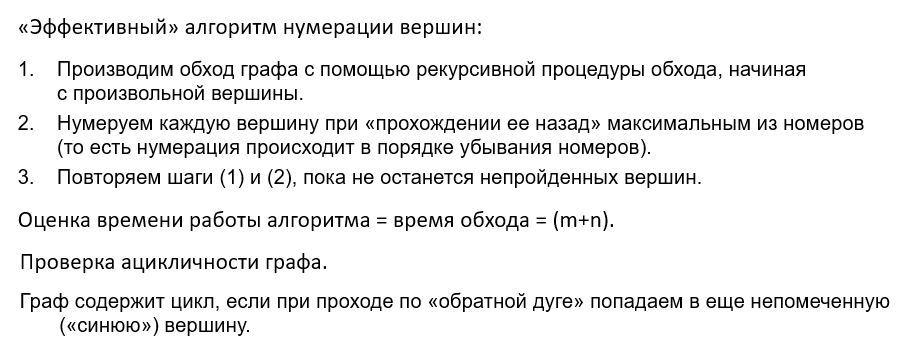 «Эффективный» алгоритм нумерации вершин:
1. Производим обход графа с помощью рекурсивной процедуры обхода, начиная
с произвольной вершины.
2. Нумеруем каждую вершину при «прохождении ее назад» максимальным из номеров
(то есть нумерация происходит в порядке убывания номеров).
3. Повторяем шаги (1) и (2), пока не останется непройденных вершин.
Оценка времени работы алгоритма = время обхода = (m+n).
Проверка ацикличности графа.
Граф содержит цикл, если при проходе по «обратной дуге» попадаем в еще непомеченную
(«синюю») вершину.